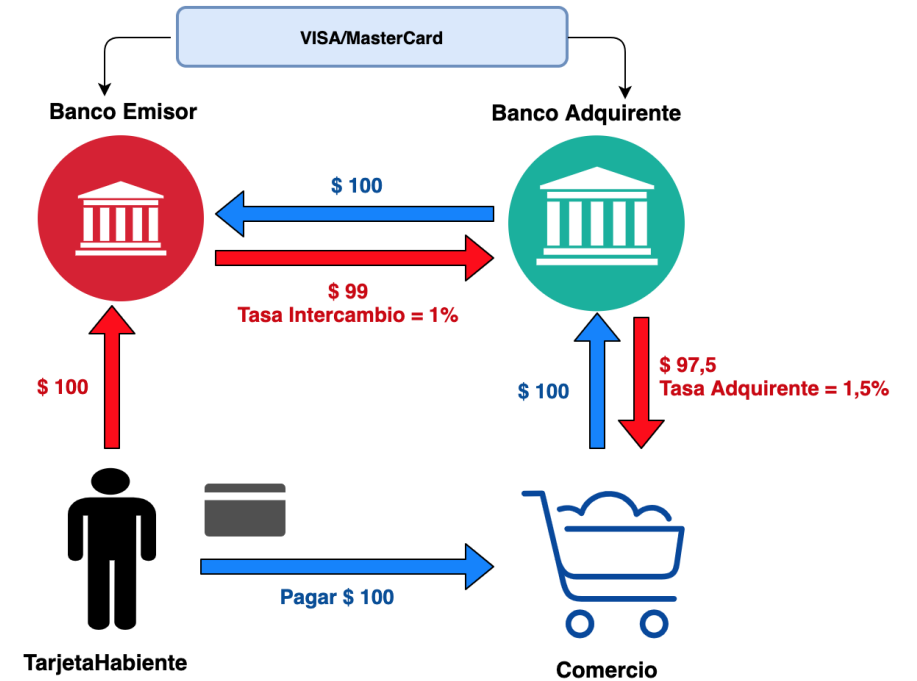 VISA/MasterCard
Banco Emisor
Banco Adquirente
$ 100
$ 99
Tasa Intercambio = 1%
$ 100
$ 100
$ 97,5
Tasa Adquirente = 1,5%
Pagar $ 100
TarjetaHabiente
Comercio